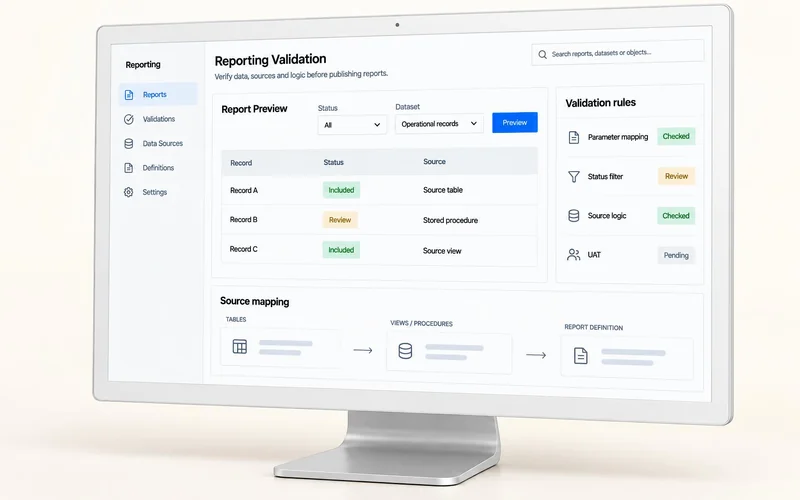 Reporting
Reports
Validations
Data Sources
Definitions
Settings
Reporting Validation
Verify data, sources and logic before publishing reports.
Search reports, datasets or objects...
Report Preview
Status
All
Dataset
Operational records
Preview
Record Status Source
Record A Included Source table
Record B Review Stored procedure
Record C Included Source view
Validation rules
Parameter mapping Checked
Status filter Review
Source logic Checked
UAT Pending
Source mapping
TABLES
VIEWS / PROCEDURES
REPORT DEFINITION